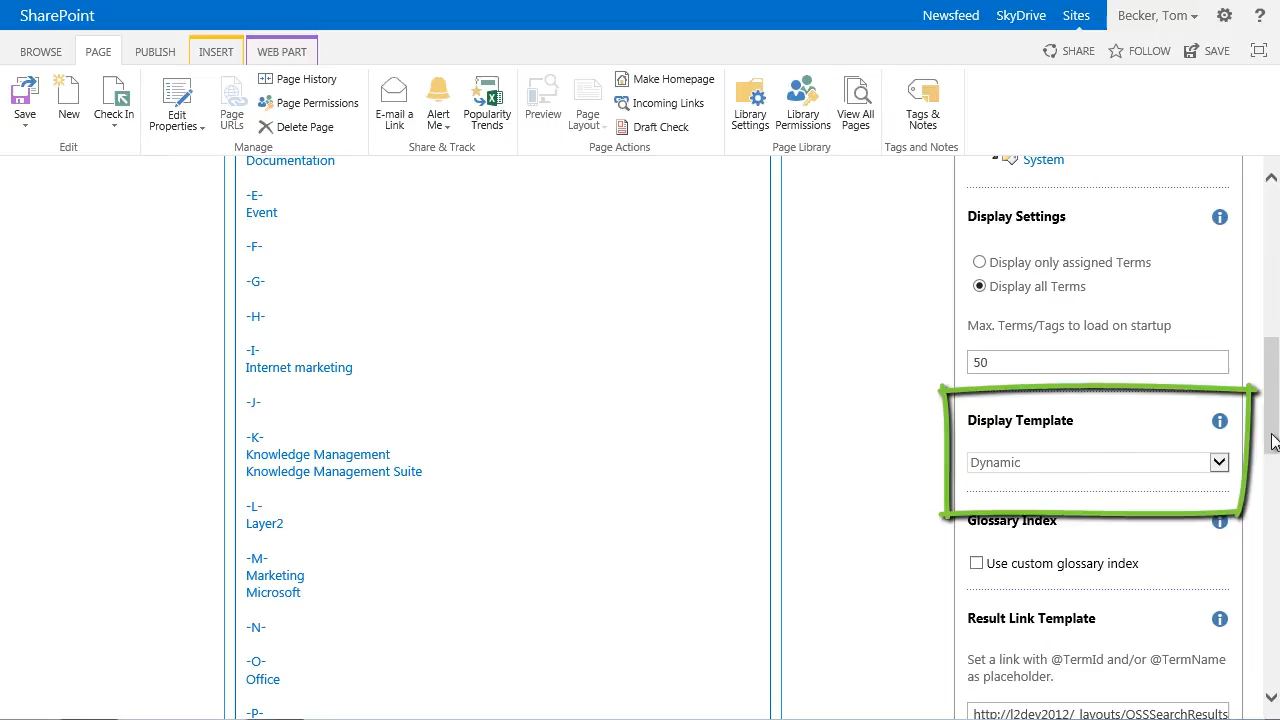 SharePoint
Newsfeed SkyDrive Sites Becker, Tom ?
BROWSE PAGE PUBLISH INSERT WEB PART
SHARE FOLLOW SAVE
Save New Check In
Edit
Edit Properties
Page URLs
Page History
Page Permissions
Delete Page
Manage
E-mail a Link
Alert Me
Popularity Trends
Share & Track
Preview
Page Layout
Make Homepage
Incoming Links
Draft Check
Page Actions
Library Settings
Library Permissions
View All Pages
Page Library
Tags & Notes
Tags and Notes
Documentation
-E-
Event
-F-
-G-
-H-
-I-
Internet marketing
-J-
-K-
Knowledge Management
Knowledge Management Suite
-L-
Layer2
-M-
Marketing
Microsoft
-N-
-O-
Office
-P-
System
Display Settings
Display only assigned Terms
Display all Terms
Max. Terms/Tags to load on startup
50
Display Template
Dynamic
Glossary Index
Use custom glossary index
Result Link Template
Set a link with @TermId and/or @TermName
as placeholder.
http://l2dev2012/_layouts/OSSSearchResults